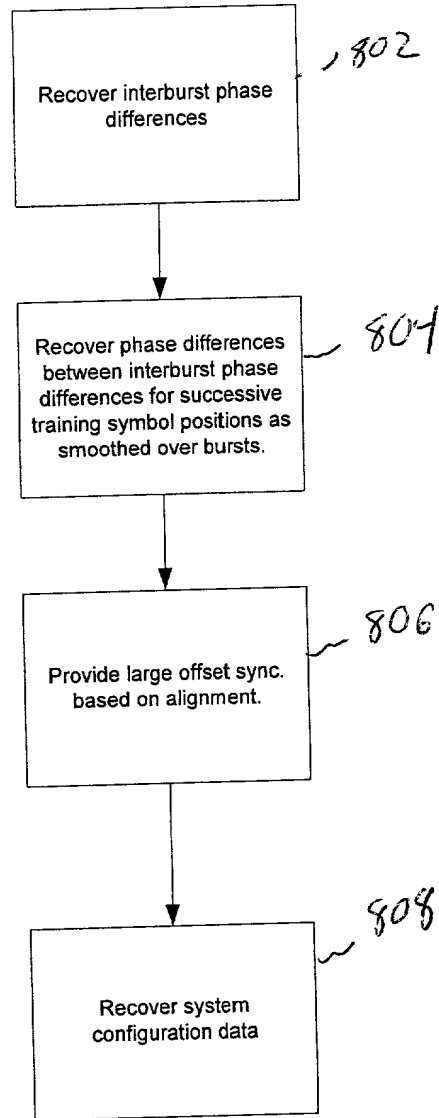 802
Recover interburst phase
differences
804
Recover phase differences
between interburst phase
differences for successive
training symbol positions as
smoothed over bursts.
806
Provide large offset sync.
based on alignment.
808
Recover system
configuration data